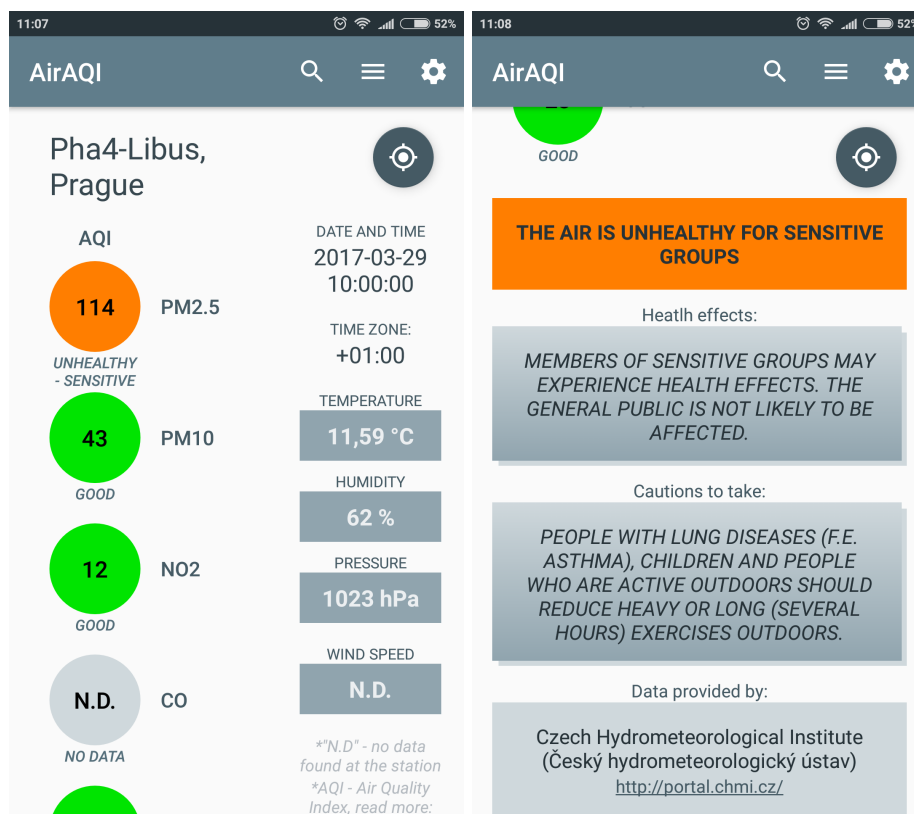 11:07
52%
AirAQI
Pha4-Libus,
Prague
AQI
114
PM2.5
UNHEALTHY
- SENSITIVE
43
PM10
GOOD
12
NO2
GOOD
N.D.
CO
NO DATA
DATE AND TIME
2017-03-29
10:00:00
TIME ZONE:
+01:00
TEMPERATURE
11,59 °C
HUMIDITY
62 %
PRESSURE
1023 hPa
WIND SPEED
N.D.
*"N.D" - no data
found at the station
*AQI - Air Quality
Index, read more:
11:08
52%
AirAQI
GOOD
THE AIR IS UNHEALTHY FOR SENSITIVE
GROUPS
Heatlh effects:
MEMBERS OF SENSITIVE GROUPS MAY
EXPERIENCE HEALTH EFFECTS. THE
GENERAL PUBLIC IS NOT LIKELY TO BE
AFFECTED.
Cautions to take:
PEOPLE WITH LUNG DISEASES (F.E.
ASTHMA), CHILDREN AND PEOPLE
WHO ARE ACTIVE OUTDOORS SHOULD
REDUCE HEAVY OR LONG (SEVERAL
HOURS) EXERCISES OUTDOORS.
Data provided by:
Czech Hydrometeorological Institute
(Český hydrometeorologický ústav)
http://portal.chmi.cz/